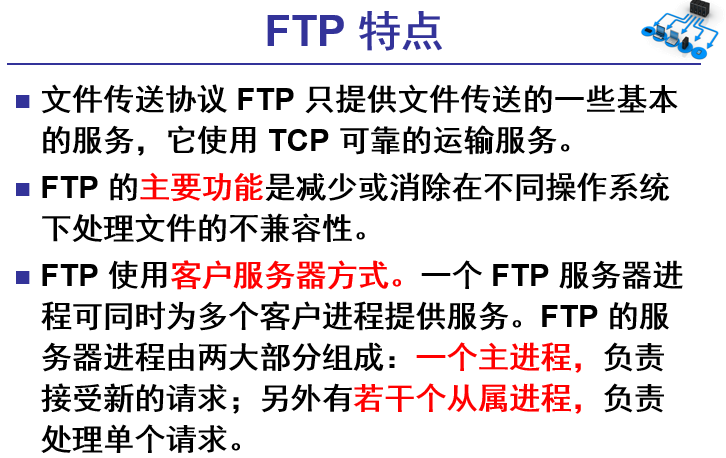 FTP 特点
文件传送协议 FTP 只提供文件传送的一些基本
的服务，它使用 TCP 可靠的运输服务。
FTP 的主要功能是减少或消除在不同操作系统
下处理文件的不兼容性。
FTP 使用客户服务器方式。一个 FTP 服务器进
程可同时为多个客户进程提供服务。FTP 的服
务器进程由两大部分组成：一个主进程，负责
接受新的请求；另外有若干个从属进程，负责
处理单个请求。